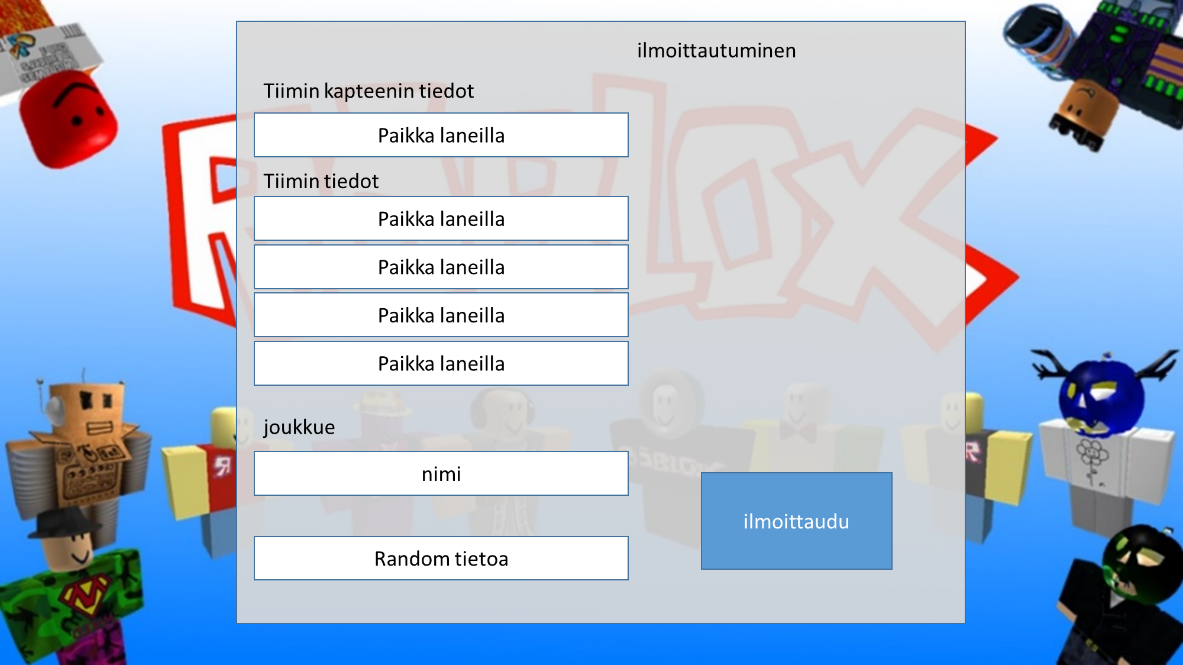 ilmoittautuminen
Tiimin kapteenin tiedot
Paikka laneilla
Tiimin tiedot
Paikka laneilla
Paikka laneilla
Paikka laneilla
Paikka laneilla
joukkue
nimi
ilmoittaudu
Random tietoa
ROBLOX